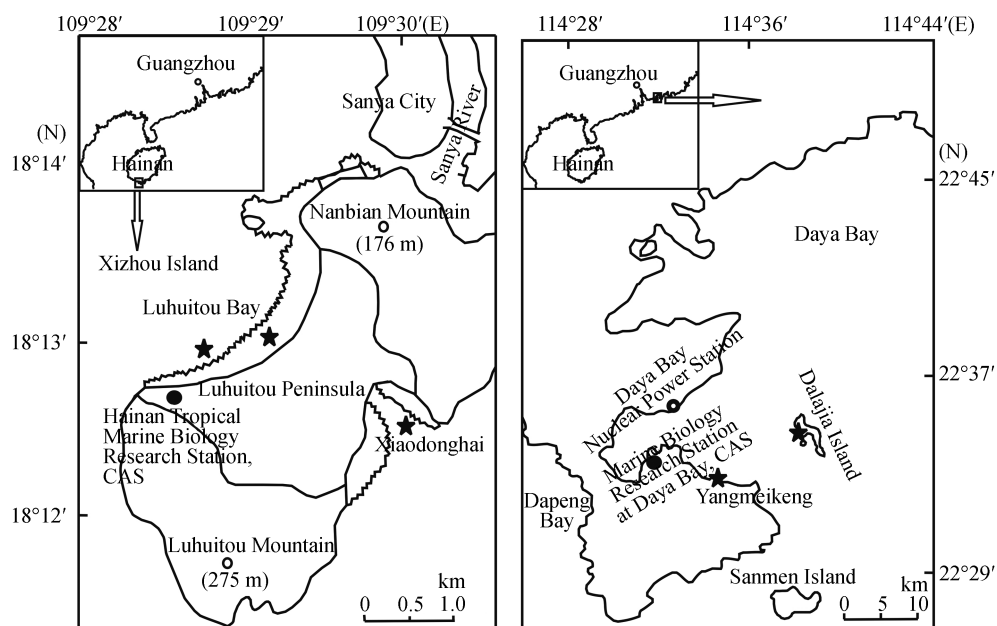 109°28′
109°29′
109°30′(E)
Guangzhou
Hainan
(N)
18°14′
18°13′
18°12′
Sanya City
Sanya River
Nanbian Mountain
(176 m)
Xizhou Island
Luhuitou Bay
Luhuitou Peninsula
Hainan Tropical
Marine Biology
Research Station,
CAS
Xiaodonghai
Luhuitou Mountain
(275 m)
km
0 0.5 1.0
114°28′
114°36′
114°44′(E)
Guangzhou
Hainan
(N)
22°45′
22°37′
22°29′
Daya Bay
Daya Bay
Nuclear Power Station
Marine Biology
Research Station
at Daya Bay, CAS
Dalajia Island
Yangmeikeng
Dapeng
Bay
Sanmen Island
km
0 5 10